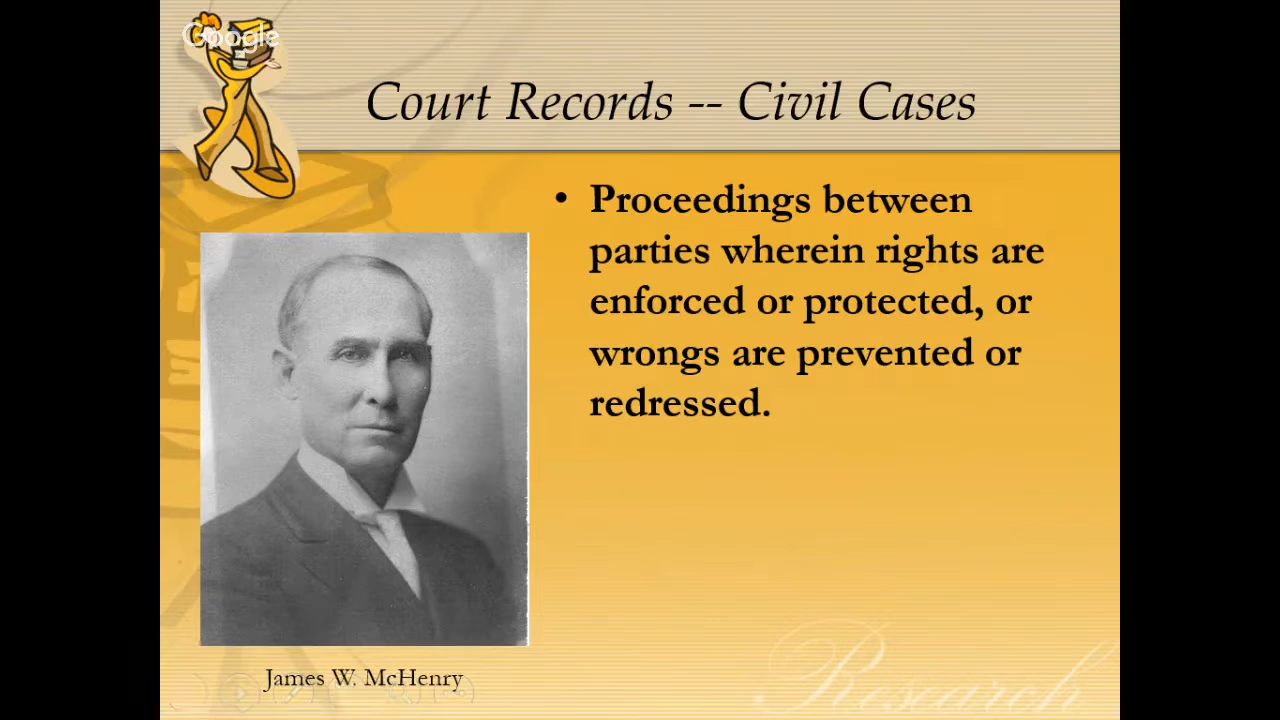 Google
Court Records -- Civil Cases
• Proceedings between
parties wherein rights are
enforced or protected, or
wrongs are prevented or
redressed.
James W. McHenry
Research